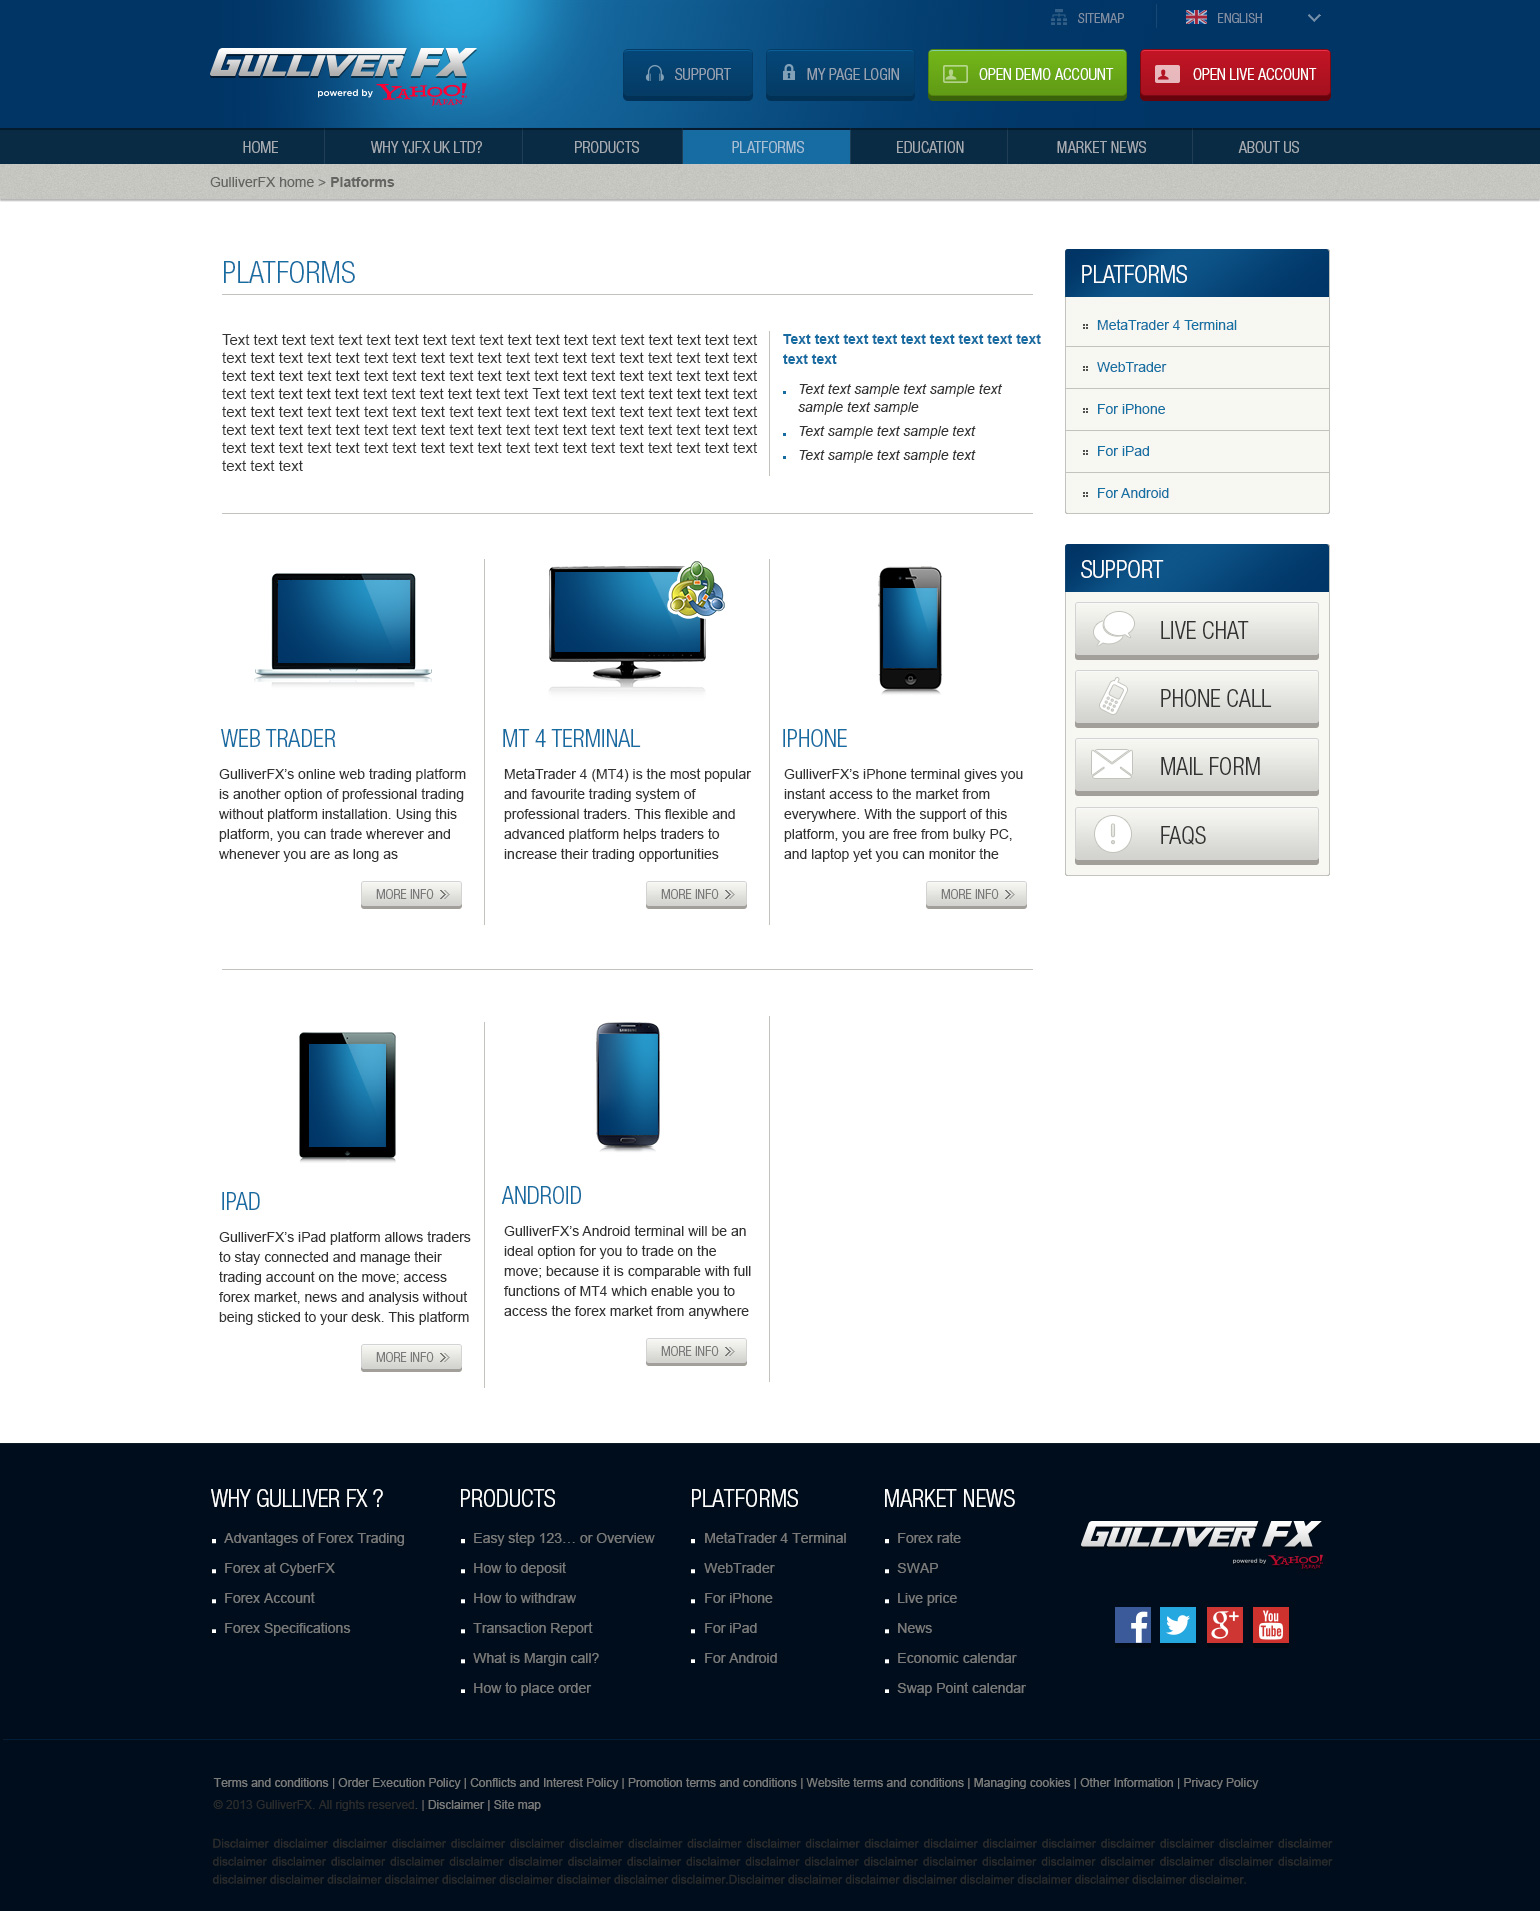 SITEMAP
ENGLISH
GULLIVER FX
powered by YAHOO!
JAPAN
SUPPORT
MY PAGE LOGIN
OPEN DEMO ACCOUNT
OPEN LIVE ACCOUNT
HOME
WHY YJFX UK LTD?
PRODUCTS
PLATFORMS
EDUCATION
MARKET NEWS
ABOUT US
GulliverFX home > Platforms
PLATFORMS
Text text text text text text text text text text text text text text text text text text text
text text text text text text text text text text text text text text text text text text text
text text text text text text text text text text text text text text text text text text text
text text text text text text text text text text text Text text text text text text text text
text text text text text text text text text text text text text text text text text text text
text text text text text text text text text text text text text text text text text text text
text text text text text text text text text text text text text text text text text text text
text text text
Text text text text text text text text text
text text
Text text sample text sample text
sample text sample
Text sample text sample text
Text sample text sample text
WEB TRADER
GulliverFX's online web trading platform
is another option of professional trading
without platform installation. Using this
platform, you can trade wherever and
whenever you are as long as
MORE INFO
MT 4 TERMINAL
MetaTrader 4 (MT4) is the most popular
and favourite trading system of
professional traders. This flexible and
advanced platform helps traders to
increase their trading opportunities
MORE INFO
IPHONE
GulliverFX's iPhone terminal gives you
instant access to the market from
everywhere. With the support of this
platform, you are free from bulky PC,
and laptop yet you can monitor the
MORE INFO
IPAD
GulliverFX's iPad platform allows traders
to stay connected and manage their
trading account on the move; access
forex market, news and analysis without
being sticked to your desk. This platform
MORE INFO
SAMSUNG
ANDROID
GulliverFX's Android terminal will be an
ideal option for you to trade on the
move; because it is comparable with full
functions of MT4 which enable you to
access the forex market from anywhere
MORE INFO
PLATFORMS
MetaTrader 4 Terminal
WebTrader
For iPhone
For iPad
For Android
SUPPORT
LIVE CHAT
PHONE CALL
MAIL FORM
FAQS
WHY GULLIVER FX ?
Advantages of Forex Trading
Forex at CyberFX
Forex Account
Forex Specifications
PRODUCTS
Easy step 123... or Overview
How to deposit
How to withdraw
Transaction Report
What is Margin call?
How to place order
PLATFORMS
MetaTrader 4 Terminal
WebTrader
For iPhone
For iPad
For Android
MARKET NEWS
Forex rate
SWAP
Live price
News
Economic calendar
Swap Point calendar
GULLIVER FX
powered by YAHOO!
JAPAN
f
g+
You
Tube
Terms and conditions | Order Execution Policy | Conflicts and Interest Policy | Promotion terms and conditions | Website terms and conditions | Managing cookies | Other Information | Privacy Policy
© 2013 GulliverFX. All rights reserved. | Disclaimer | Site map
Disclaimer disclaimer disclaimer disclaimer disclaimer disclaimer disclaimer disclaimer disclaimer disclaimer disclaimer disclaimer disclaimer disclaimer disclaimer disclaimer disclaimer disclaimer disclaimer
disclaimer disclaimer disclaimer disclaimer disclaimer disclaimer disclaimer disclaimer disclaimer disclaimer disclaimer disclaimer disclaimer disclaimer disclaimer disclaimer disclaimer disclaimer disclaimer
disclaimer disclaimer disclaimer disclaimer disclaimer disclaimer disclaimer disclaimer disclaimer.Disclaimer disclaimer disclaimer disclaimer disclaimer disclaimer disclaimer disclaimer disclaimer.